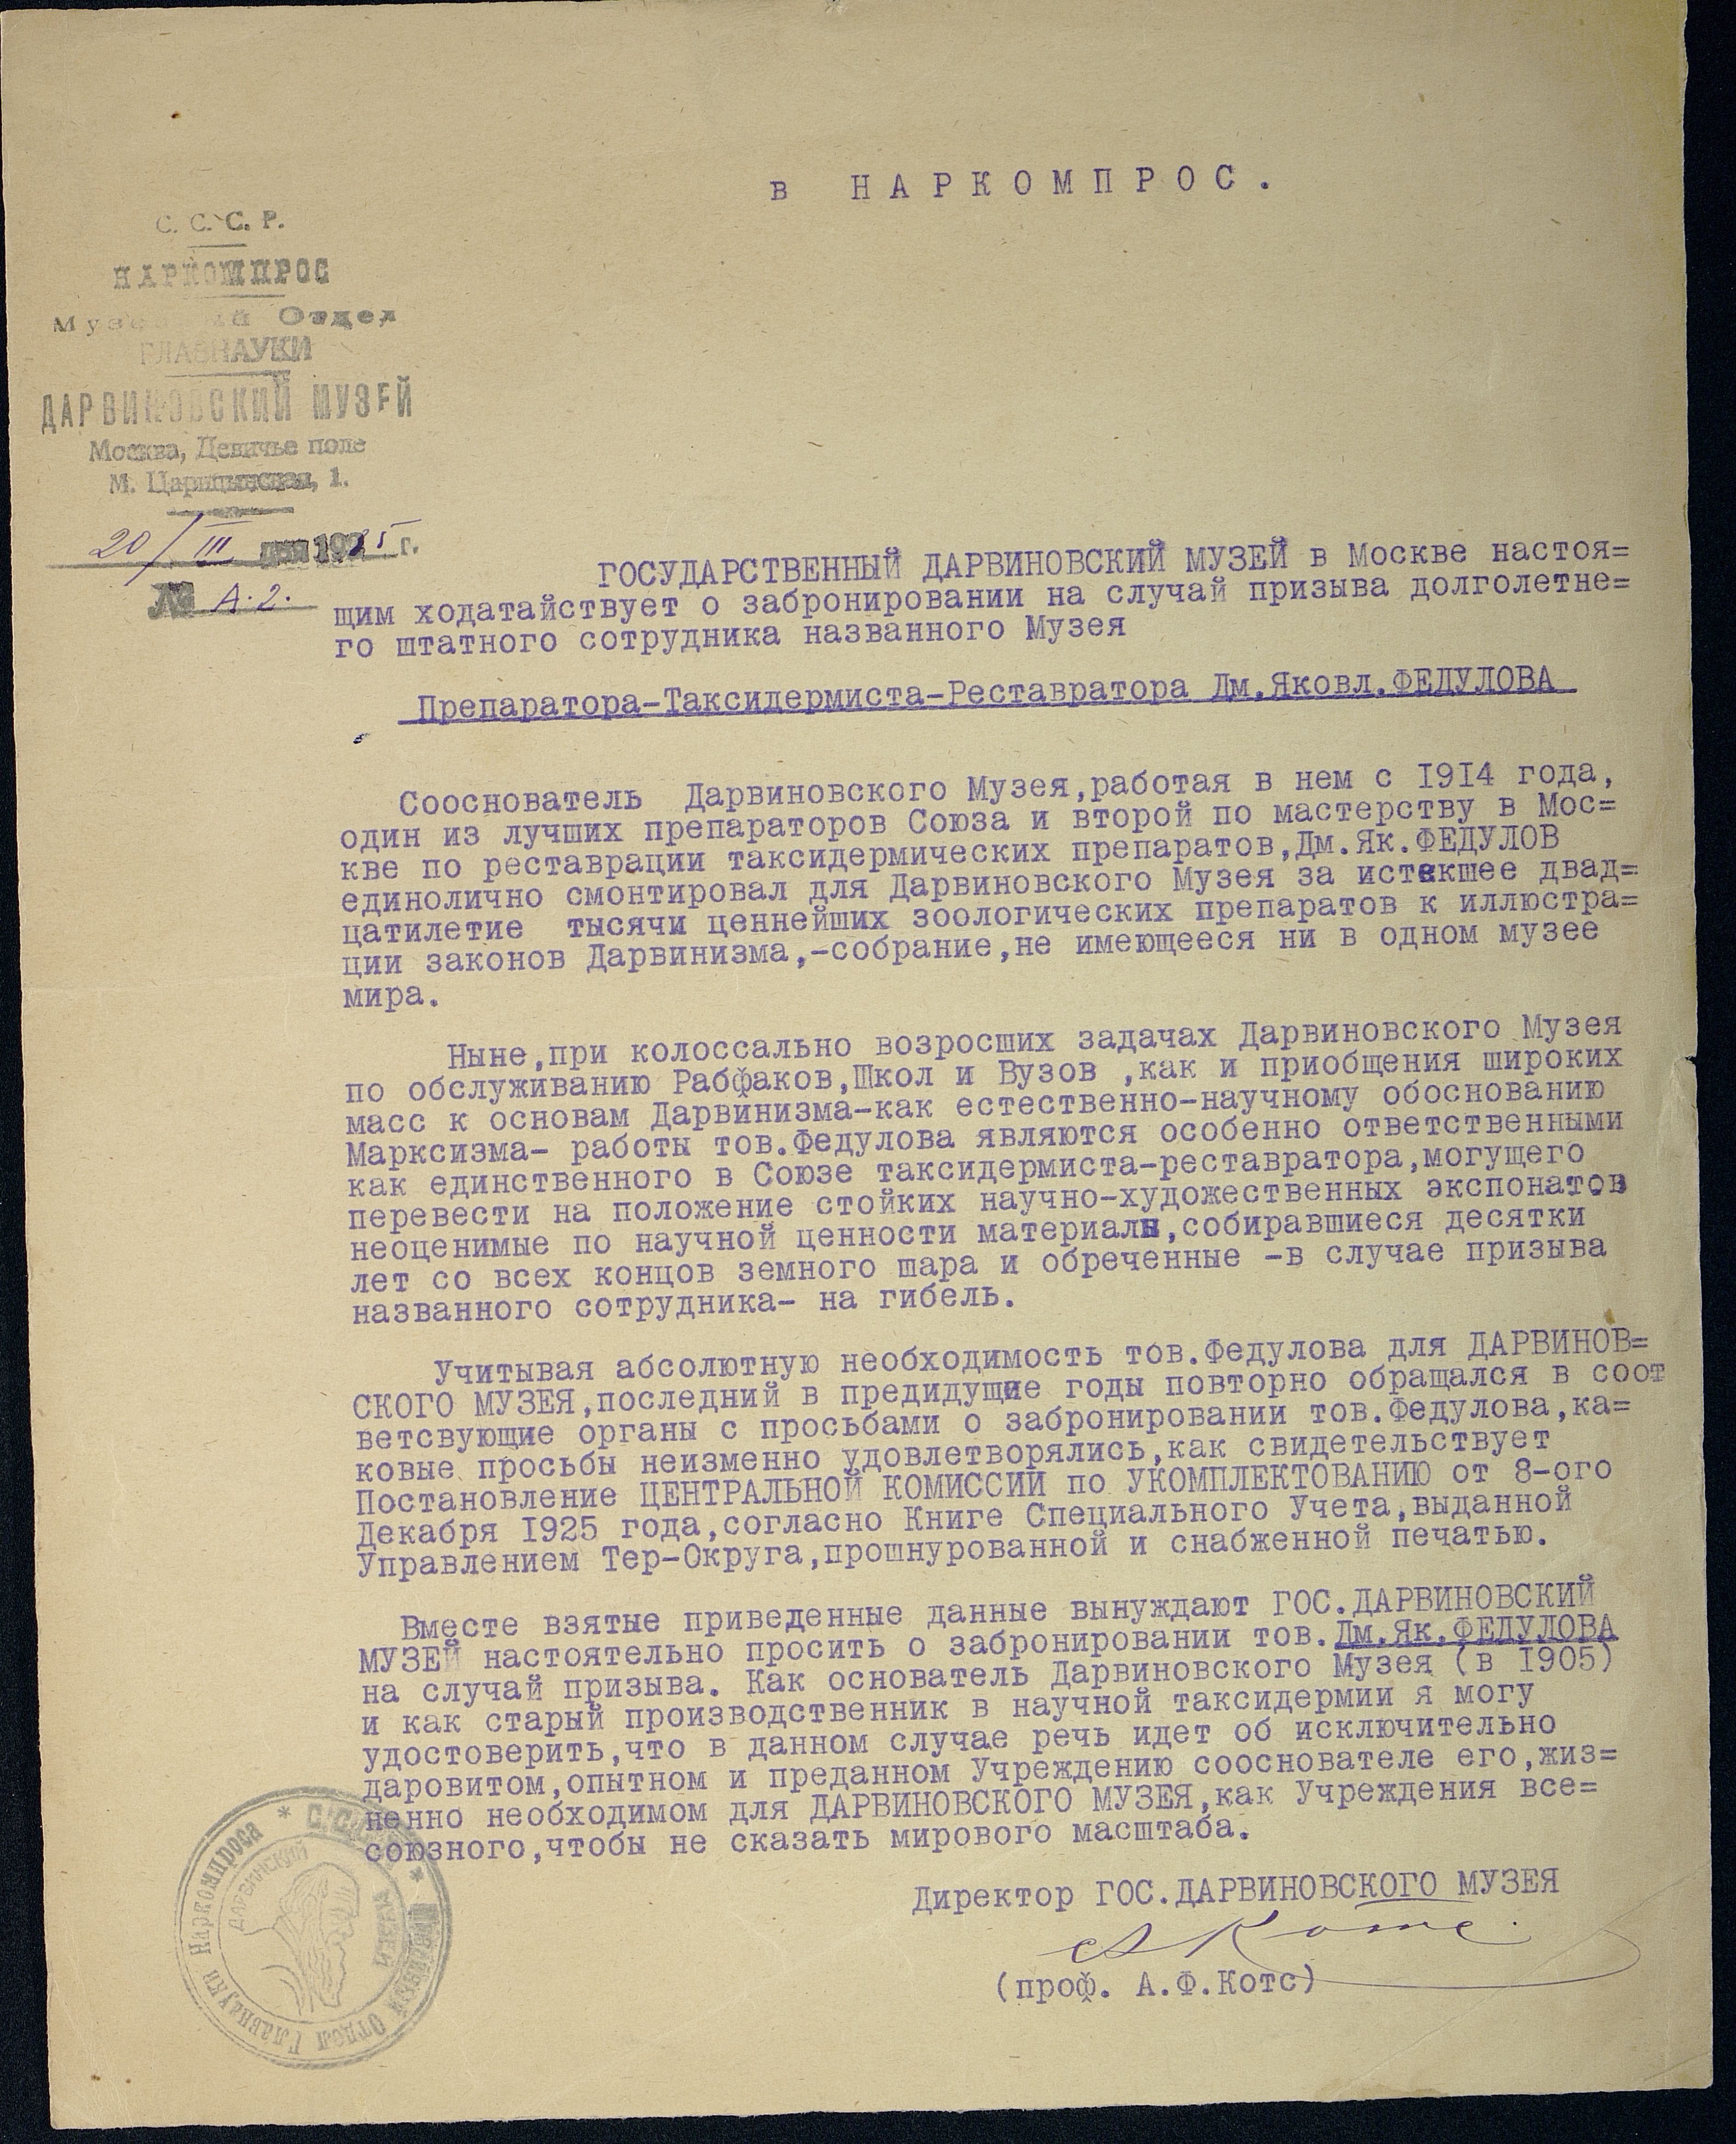 в НАРКОМПРОС.
С. С. С. Р.
НАРКОМПРОС
Музейный Отдел
ГЛАВНАУКИ
ДАРВИНОВСКИЙ МУЗЕЙ
Москва, Девичье поле
М. Царицынская, 1.
20/III дня 19 5 г.
№ А.2.
ГОСУДАРСТВЕННЫЙ ДАРВИНОВСКИЙ МУЗЕЙ в Москве настоя=
щим ходатайствует о забронировании на случай призыва долголетне=
го штатного сотрудника названного Музея
Препаратора-Таксидермиста-Реставратора Дм.Яковл.ФЕДУЛОВА
Сооснователь Дарвиновского Музея,работая в нем с 1914 года,
один из лучших препараторов Союза и второй по мастерству в Мос=
кве по реставрации таксидермических препаратов,Дм.Як.ФЕДУЛОВ
единолично смонтировал для Дарвиновского Музея за истекшее двад=
цатилетие тысячи ценнейших зоологических препаратов к иллюстра=
ции законов Дарвинизма,-собрание,не имеющееся ни в одном музее
мира.
Ныне,при колоссально возросших задачах Дарвиновского Музея
по обслуживанию Рабфаков,Школ и Вузов ,как и приобщения широких
масс к основам Дарвинизма-как естественно-научному обоснованию
Марксизма- работы тов.Федулова являются особенно ответственными
как единственного в Союзе таксидермиста-реставратора,могущего
перевести на положение стойких научно-художественных экспонатов
неоценимые по научной ценности материалы,собиравшиеся десятки
лет со всех концов земного шара и обреченные -в случае призыва
названного сотрудника- на гибель.
Учитывая абсолютную необходимость тов.Федулова для ДАРВИНОВ=
СКОГО МУЗЕЯ,последний в предидущие годы повторно обращался в соот
ветсвующие органы с просьбами о забронировании тов.Федулова,ка=
ковые просьбы неизменно удовлетворялись,как свидетельствует
Постановление ЦЕНТРАЛЬНОЙ КОМИССИИ по УКОМПЛЕКТОВАНИЮ от 8-ого
Декабря 1925 года,согласно Книге Специального Учета,выданной
Управлением Тер-Округа,прошнурованной и снабженной печатью.
Вместе взятые приведенные данные вынуждают ГОС.ДАРВИНОВСКИЙ
МУЗЕЙ настоятельно просить о забронировании тов.Дм.Як.ФЕДУЛОВА
на случай призыва. Как основатель Дарвиновского Музея (в 1905)
и как старый производственник в научной таксидермии я могу
удостоверить,что в данном случае речь идет об исключительно
даровитом,опытном и преданном Учреждению сооснователе его,жиз=
ненно необходимом для ДАРВИНОВСКОГО МУЗЕЯ,как Учреждения все=
союзного,чтобы не сказать мирового масштаба.
Директор ГОС.ДАРВИНОВСКОГО МУЗЕЯ
А Котс
(проф. А.Ф.Котс)
Музейный Отдел Главнауки Наркомпроса
ДАРВИНСКИЙ
МУЗЕЙ